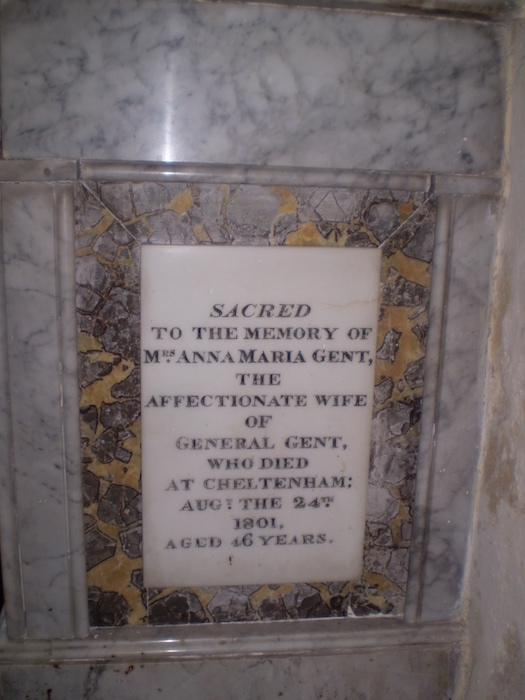 SACRED
TO THE MEMORY OF
MRS ANNA MARIA GENT,
THE
AFFECTIONATE WIFE
OF
GENERAL GENT,
WHO DIED
AT CHELTENHAM;
AUGT THE 24TH
1801,
AGED 46 YEARS.